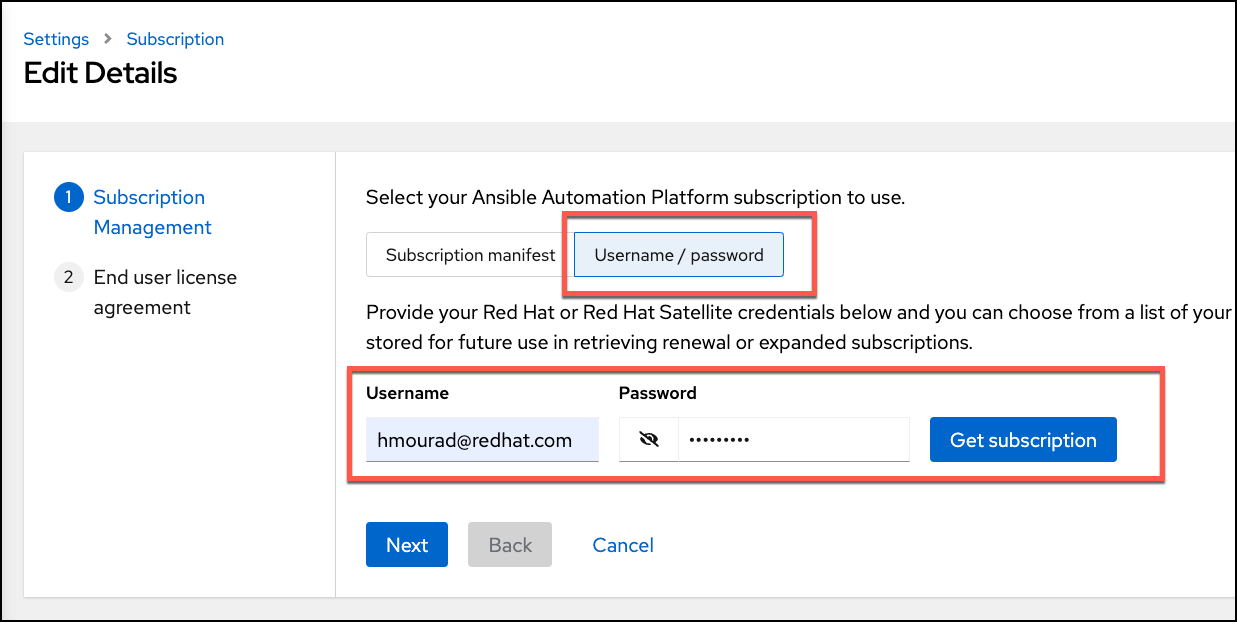 Settings > Subscription
Edit Details
1 Subscription
Management
2 End user license
agreement
Select your Ansible Automation Platform subscription to use.
Subscription manifest Username / password
Provide your Red Hat or Red Hat Satellite credentials below and you can choose from a list of your
stored for future use in retrieving renewal or expanded subscriptions.
Username Password
hmourad@redhat.com ••••••••• Get subscription
Next Back Cancel